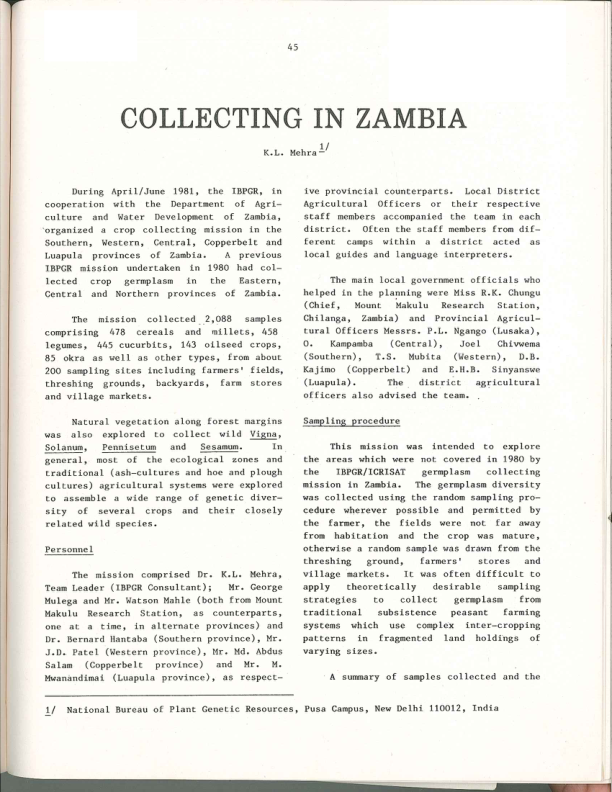 45
COLLECTING IN ZAMBIA
K.L. Mehra 1/
During April/June 1981, the IBPGR, in
cooperation with the Department of Agri-
culture and Water Development of Zambia,
organized a crop collecting mission in the
Southern, Western, Central, Copperbelt and
Luapula provinces of Zambia. A previous
IBPGR mission undertaken in 1980 had col-
lected crop germplasm in the Eastern,
Central and Northern provinces of Zambia.
The mission collected 2,088 samples
comprising 478 cereals and millets, 458
legumes, 445 cucurbits, 143 oilseed crops,
85 okra as well as other types, from about
200 sampling sites including farmers' fields,
threshing grounds, backyards, farm stores
and village markets.
Natural vegetation along forest margins
was also explored to collect wild Vigna,
Solanum, Pennisetum and Sesamum. In
general, most of the ecological zones and
traditional (ash-cultures and hoe and plough
cultures) agricultural systems were explored
to assemble a wide range of genetic diver-
sity of several crops and their closely
related wild species.
Personnel
The mission comprised Dr. K.L. Mehra,
Team Leader (IBPGR Consultant); Mr. George
Mulega and Mr. Watson Mahle (both from Mount
Makulu Research Station, as counterparts,
one at a time, in alternate provinces) and
Dr. Bernard Hantaba (Southern province), Mr.
J.D. Patel (Western province), Mr. Md. Abdus
Salam (Copperbelt province) and Mr. M.
Mwanandimai (Luapula province), as respect-
ive provincial counterparts. Local District
Agricultural Officers or their respective
staff members accompanied the team in each
district. Often the staff members from dif-
ferent camps within a district acted as
local guides and language interpreters.
The main local government officials who
helped in the planning were Miss R.K. Chungu
(Chief, Mount Makulu Research Station,
Chilanga, Zambia) and Provincial Agricul-
tural Officers Messrs. P.L. Ngango (Lusaka),
O. Kampamba (Central), Joel Chivwema
(Southern), T.S. Mubita (Western), D.B.
Kajimo (Copperbelt) and E.H.B. Sinyanswe
(Luapula). The district agricultural
officers also advised the team.
Sampling procedure
This mission was intended to explore
the areas which were not covered in 1980 by
the IBPGR/ICRISAT germplasm collecting
mission in Zambia. The germplasm diversity
was collected using the random sampling pro-
cedure wherever possible and permitted by
the farmer, the fields were not far away
from habitation and the crop was mature,
otherwise a random sample was drawn from the
threshing ground, farmers' stores and
village markets. It was often difficult to
apply theoretically desirable sampling
strategies to collect germplasm from
traditional subsistence peasant farming
systems which use complex inter-cropping
patterns in fragmented land holdings of
varying sizes.
A summary of samples collected and the
1/ National Bureau of Plant Genetic Resources, Pusa Campus, New Delhi 110012, India